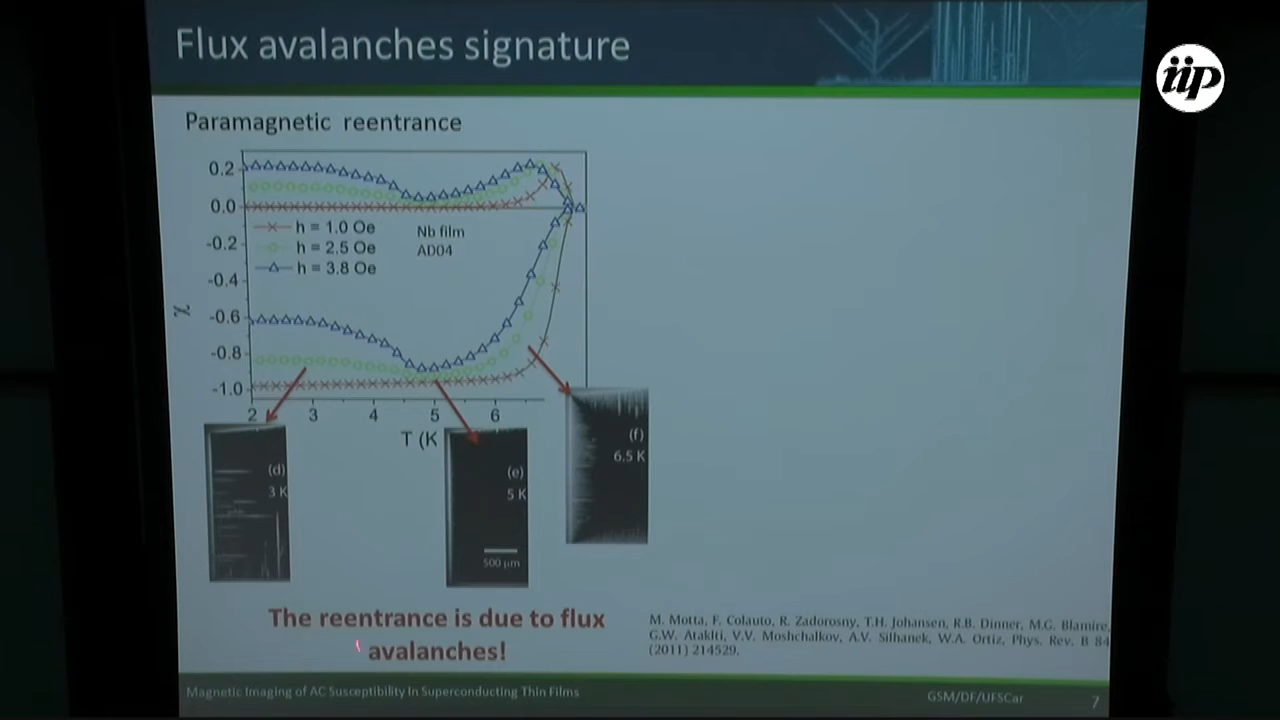 Flux avalanches signature
iip
Paramagnetic reentrance
0.2
0.0
-0.2
-0.4
-0.6
-0.8
-1.0
χ
h = 1.0 Oe
h = 2.5 Oe
h = 3.8 Oe
Nb film
AD04
2 3 4 5 6
T (K
(d)
3 K
(e)
5 K
500 μm
(f)
6.5 K
The reentrance is due to flux
avalanches!
M. Motta, F. Colauto, R. Zadorosny, T.H. Johansen, R.B. Dinner, M.G. Blamire,
G.W. Ataklti, V.V. Moshchalkov, A.V. Silhanek, W.A. Ortiz, Phys. Rev. B 84
(2011) 214529.
Magnetic Imaging of AC Susceptibility In Superconducting Thin Films
GSM/DF/UFSCar
7